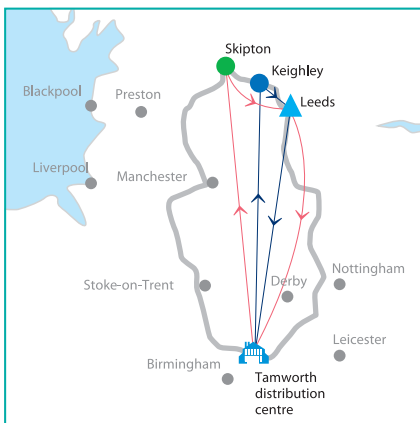 Skipton
Keighley
Blackpool
Preston
Leeds
Liverpool
Manchester
Stoke-on-Trent
Derby
Nottingham
Birmingham
Leicester
Tamworth
distribution
centre